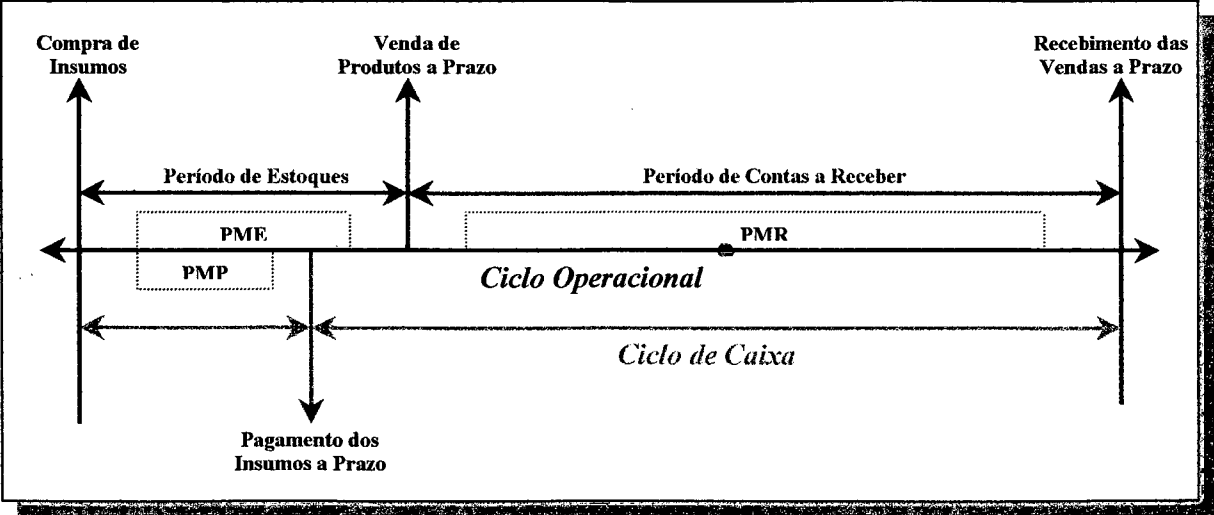 Compra de
Insumos
Venda de
Produtos a Prazo
Recebimento das
Vendas a Prazo
Período de Estoques
Período de Contas a Receber
PME
PMR
PMP
Ciclo Operacional
Ciclo de Caixa
Pagamento dos
Insumos a Prazo